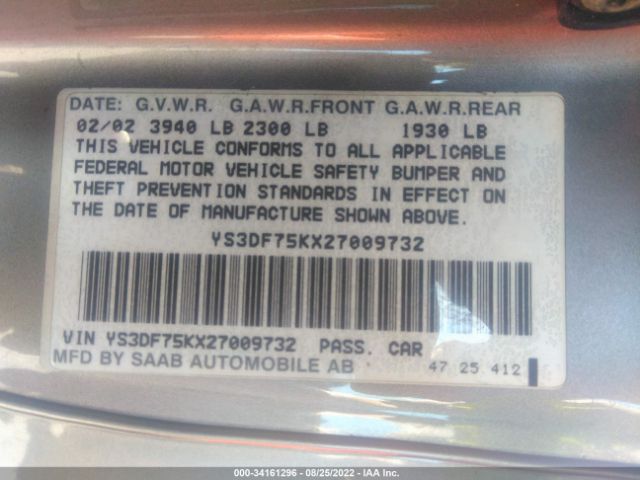 DATE: G.V.W.R. G.A.W.R.FRONT G.A.W.R.REAR
02/02 3940 LB 2300 LB 1930 LB
THIS VEHICLE CONFORMS TO ALL APPLICABLE
FEDERAL MOTOR VEHICLE SAFETY BUMPER AND
THEFT PREVENTION STANDARDS IN EFFECT ON
THE DATE OF MANUFACTURE SHOWN ABOVE.
YS3DF75KX27009732
VIN YS3DF75KX27009732 PASS. CAR
MFD BY SAAB AUTOMOBILE AB 47 25 412
000-34161296 - 08/25/2022 - IAA Inc.